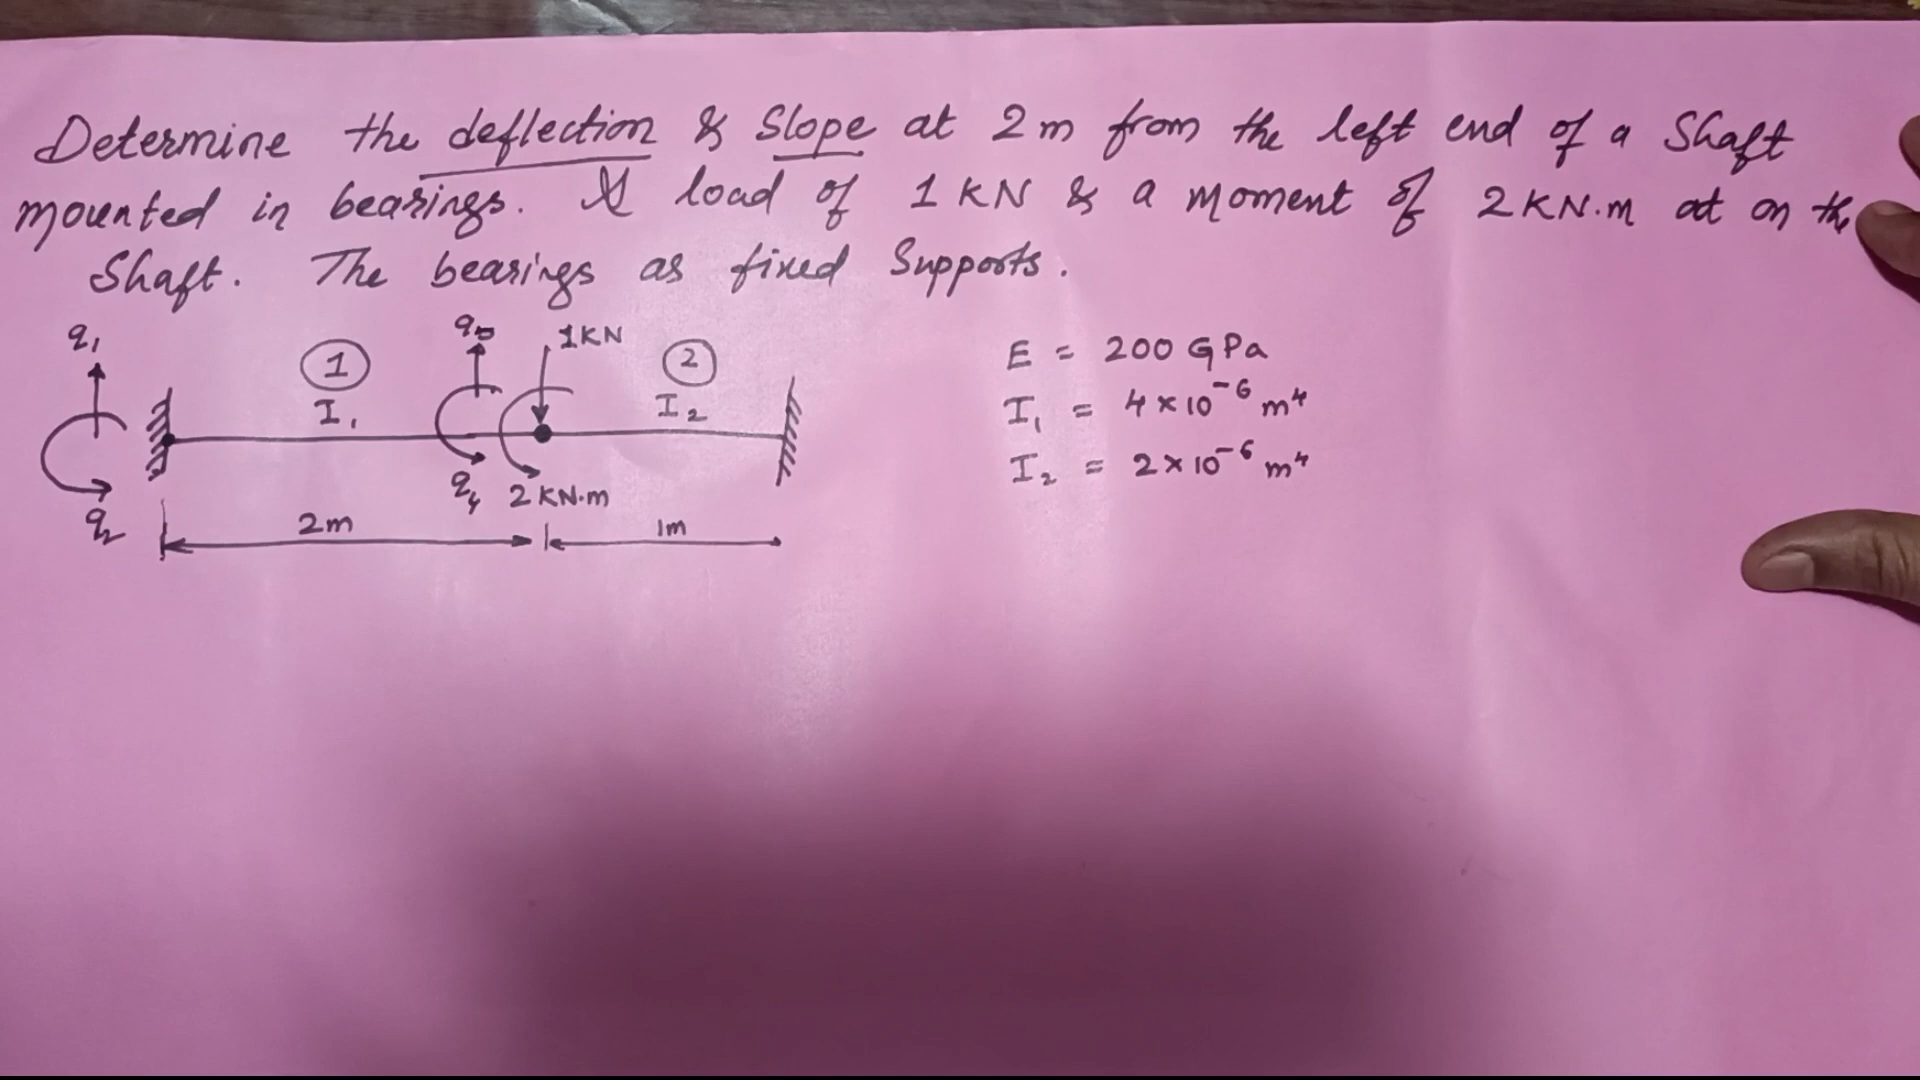 Determine the deflection & Slope at 2m from the left end of a Shaft
mounted in bearings. A load of 1 KN & a Moment of 2 KN.m at on the
Shaft. The bearings as fixed Supports.
q₁
1
I₁
q₃
1KN
2
I₂
q₂
q₄
2 KN.m
2m
1m
E = 200 GPa
I₁ = 4 × 10⁻⁶ m⁴
I₂ = 2 × 10⁻⁶ m⁴